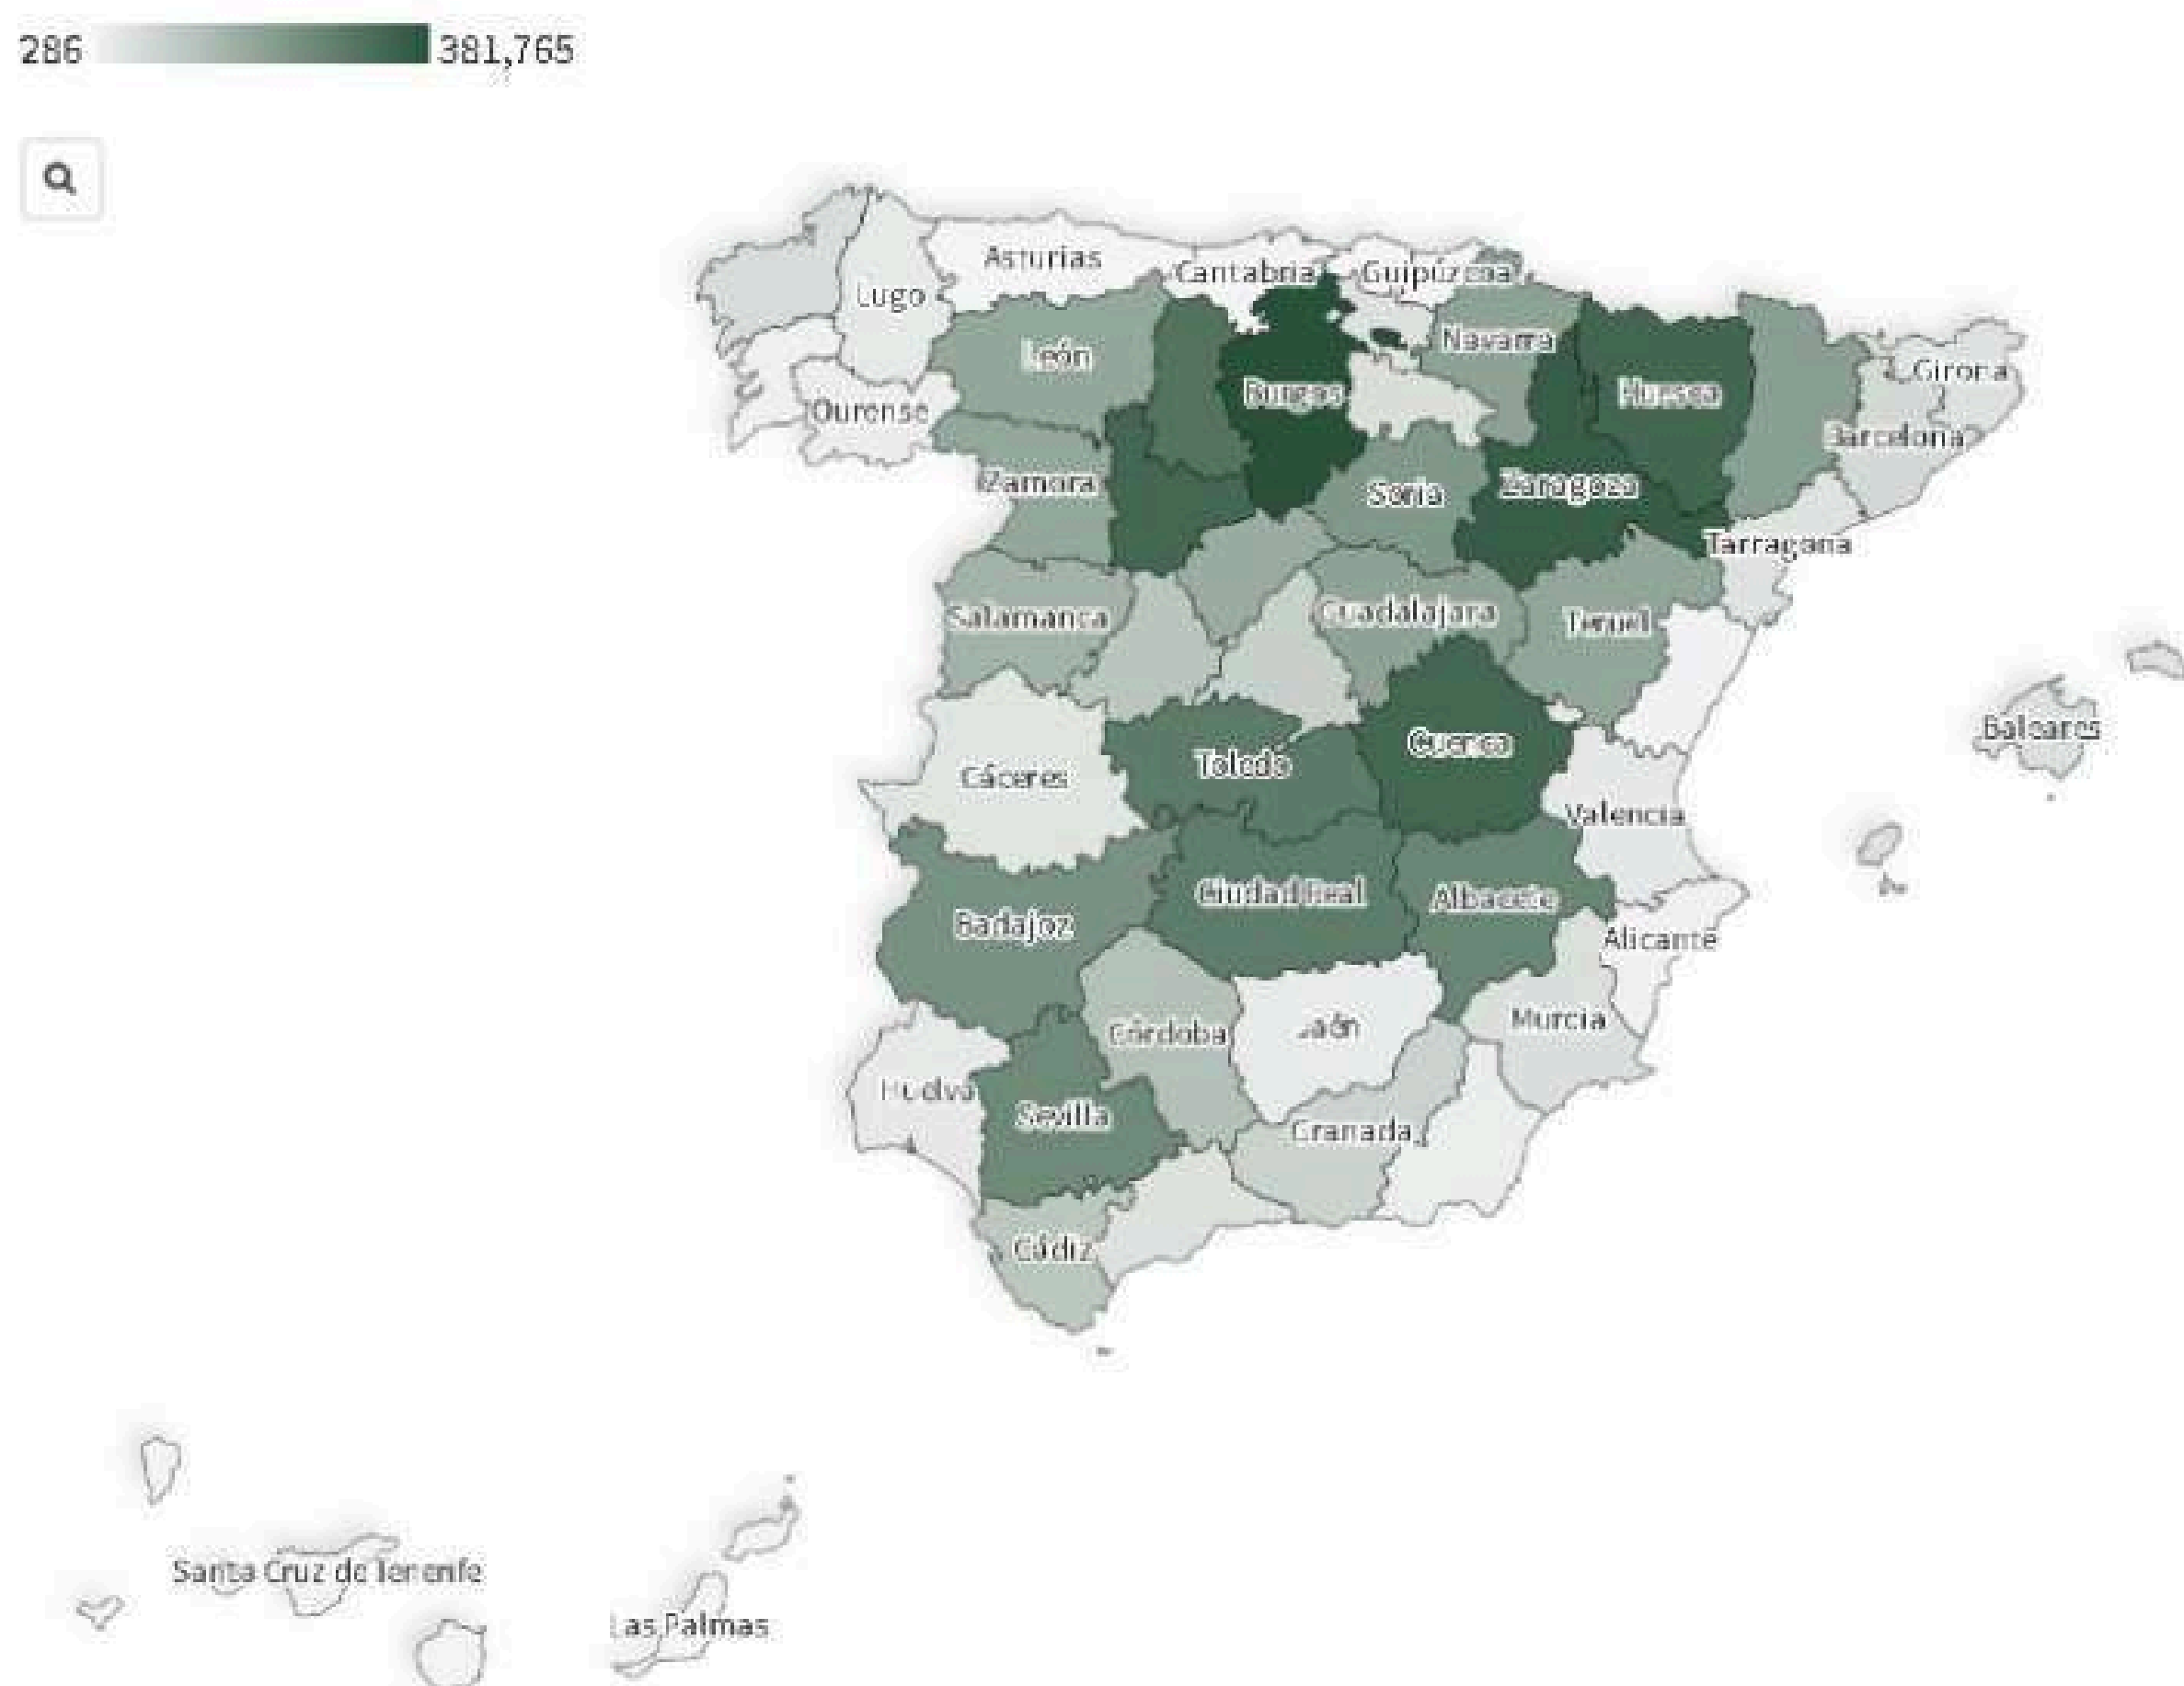 286 381,765
Asturias
Cantabria Guipúzcoa
Lugo
Navarra
León
Girona
Burgos Huesca
Ourense
Barcelona
Zamora Soria Zaragoza
Tarragona
Salamanca Guadalajara Teruel
Baleares
Cuenca
Toledo
Cáceres
Valencia
Ciudad Real Albacete
Badajoz
Alicante
Murcia
Córdoba Jaén
Huelva
Sevilla
Granada
Cádiz
Santa Cruz de Tenerife
Las Palmas